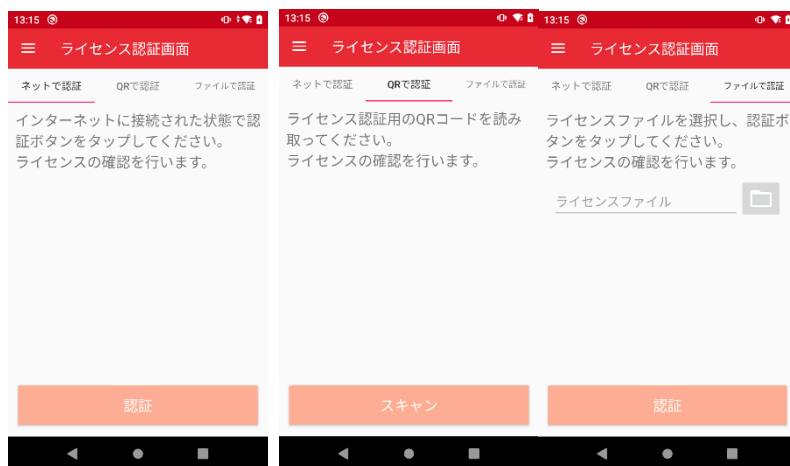 13:15
ライセンス認証画面
ネットで認証 QRで認証 ファイルで認証
インターネットに接続された状態で認
証ボタンをタップしてください。
ライセンスの確認を行います。
認証
13:15
ライセンス認証画面
ネットで認証 QRで認証 ファイルで認証
ライセンス認証用のQRコードを読み
取ってください。
ライセンスの確認を行います。
スキャン
13:15
ライセンス認証画面
ネットで認証 QRで認証 ファイルで認証
ライセンスファイルを選択し、認証ボ
タンをタップしてください。
ライセンスの確認を行います。
ライセンスファイル
認証